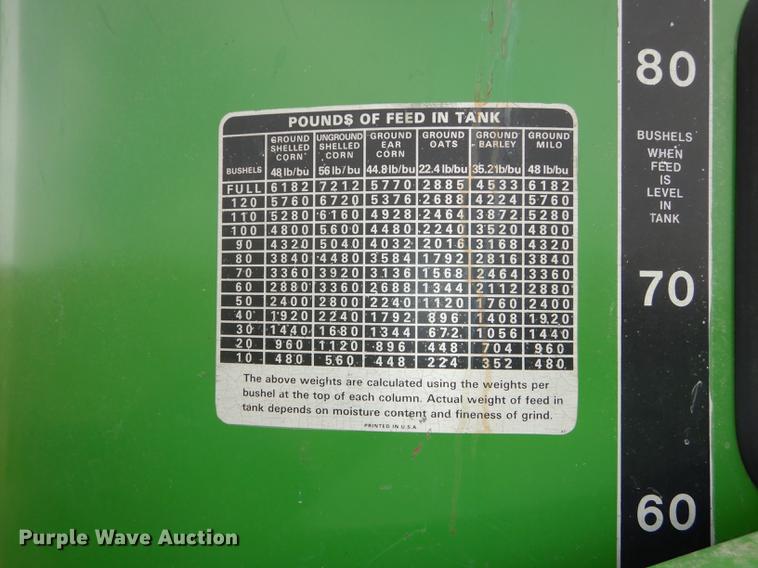 POUNDS OF FEED IN TANK
BUSHELS GROUND SHELLED CORN 48 lb/bu UNGROUND SHELLED CORN 56 lb/bu GROUND EAR CORN 44.8 lb/bu GROUND OATS 22.4 lb/bu GROUND BARLEY 35.21b/bu GROUND MILO 48 lb/bu
FULL 6182 7212 5770 2885 4533 6182
120 5760 6720 5376 2688 4224 5760
110 5280 6160 4928 2464 3872 5280
100 4800 5600 4480 2240 3520 4800
90 4320 5040 4032 2016 3168 4320
80 3840 4480 3584 1792 2816 3840
70 3360 3920 3136 1568 2464 3360
60 2880 3360 2688 1344 2112 2880
50 2400 2800 2240 1120 1760 2400
40 1920 2240 1792 896 1408 1920
30 1440 1680 1344 672 1056 1440
20 960 1120 896 448 704 960
10 480 560 448 224 352 480
The above weights are calculated using the weights per
bushel at the top of each column. Actual weight of feed in
tank depends on moisture content and fineness of grind.
PRINTED IN U.S.A
80
BUSHELS
WHEN
FEED
IS
LEVEL
IN
TANK
70
60
Purple Wave Auction